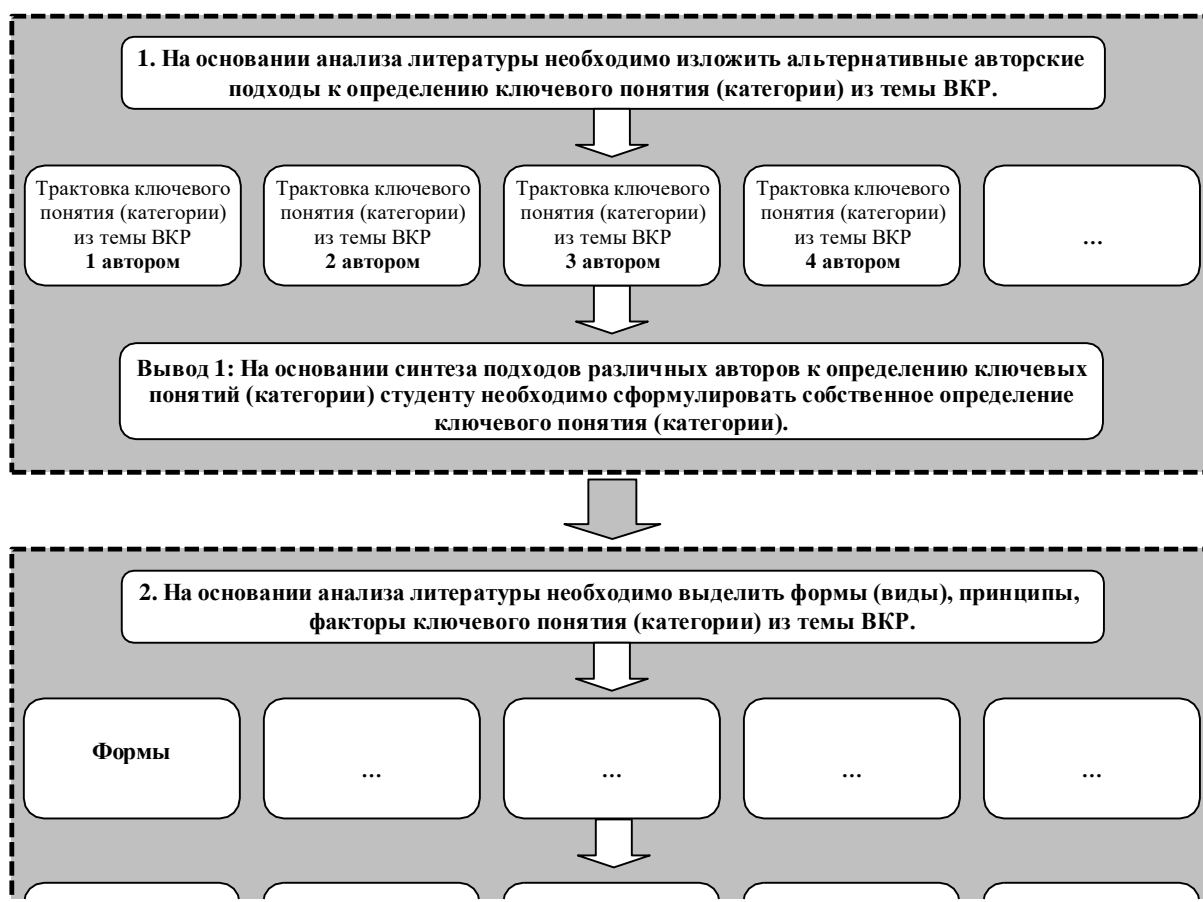 1. На основании анализа литературы необходимо изложить альтернативные авторские
подходы к определению ключевого понятия (категории) из темы ВКР.
Трактовка ключевого
понятия (категории)
из темы ВКР
1 автором
Трактовка ключевого
понятия (категории)
из темы ВКР
2 автором
Трактовка ключевого
понятия (категории)
из темы ВКР
3 автором
Трактовка ключевого
понятия (категории)
из темы ВКР
4 автором
...
Вывод 1: На основании синтеза подходов различных авторов к определению ключевых
понятий (категории) студенту необходимо сформулировать собственное определение
ключевого понятия (категории).
2. На основании анализа литературы необходимо выделить формы (виды), принципы,
факторы ключевого понятия (категории) из темы ВКР.
Формы
...
...
...
...